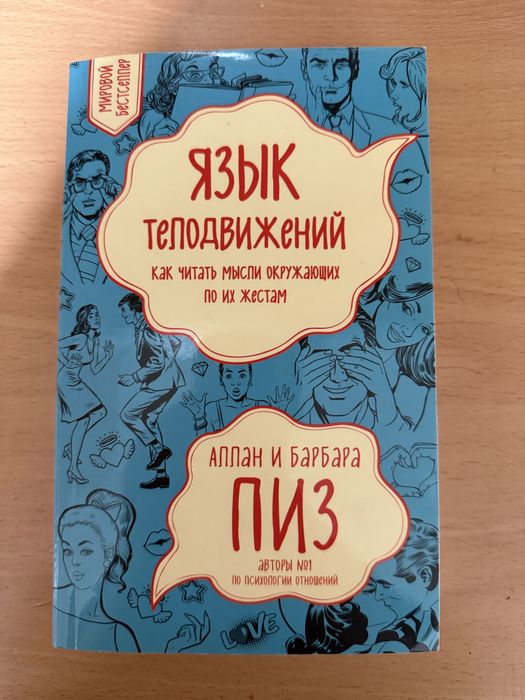 МИРОВОЙ
БЕСТСЕЛЛЕР
ЯЗЫК
ТЕЛОДВИЖЕНИЙ
КАК ЧИТАТЬ МЫСЛИ ОКРУЖАЮЩИХ
ПО ИХ ЖЕСТАМ
АЛЛАН И БАРБАРА
ПИЗ
АВТОРЫ №1
ПО ПСИХОЛОГИИ ОТНОШЕНИЙ
LOVE